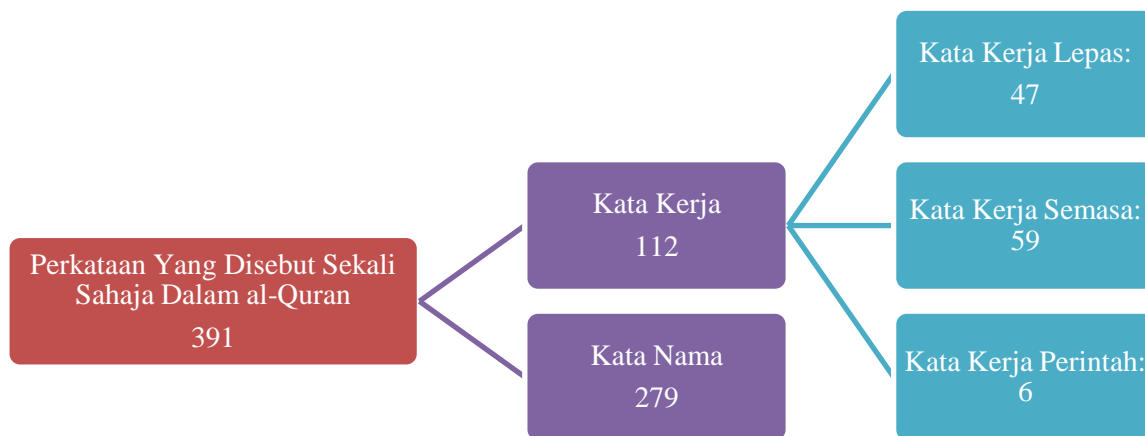 Perkataan Yang Disebut Sekali
Sahaja Dalam al-Quran
391
Kata Kerja
112
Kata Nama
279
Kata Kerja Lepas:
47
Kata Kerja Semasa:
59
Kata Kerja Perintah:
6